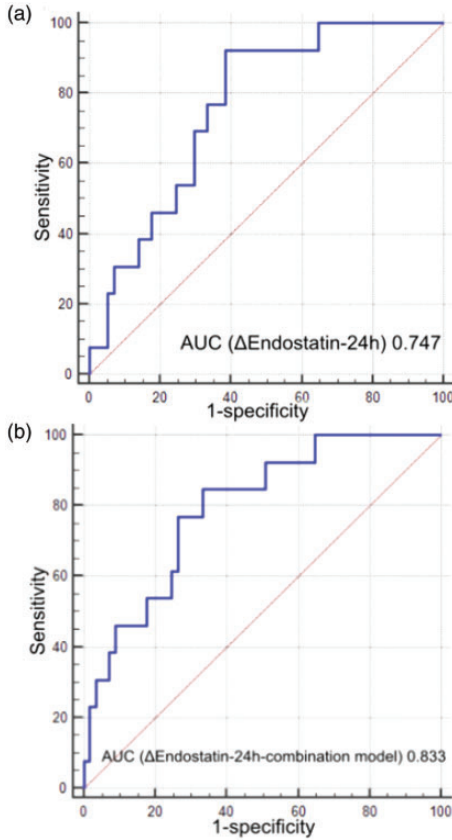 (a)
100
80
60
40
20
0
Sensitivity
AUC (ΔEndostatin-24h) 0.747
0 20 40 60 80 100
1-specificity
(b)
100
80
60
40
20
0
Sensitivity
AUC (ΔEndostatin-24h-combination model) 0.833
0 20 40 60 80 100
1-specificity